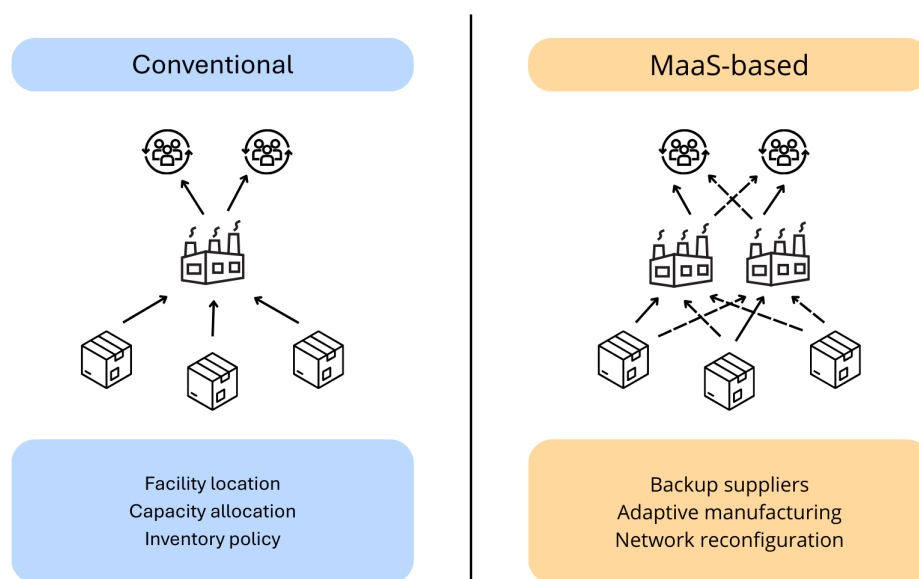 Conventional
MaaS-based
Facility location
Capacity allocation
Inventory policy
Backup suppliers
Adaptive manufacturing
Network reconfiguration